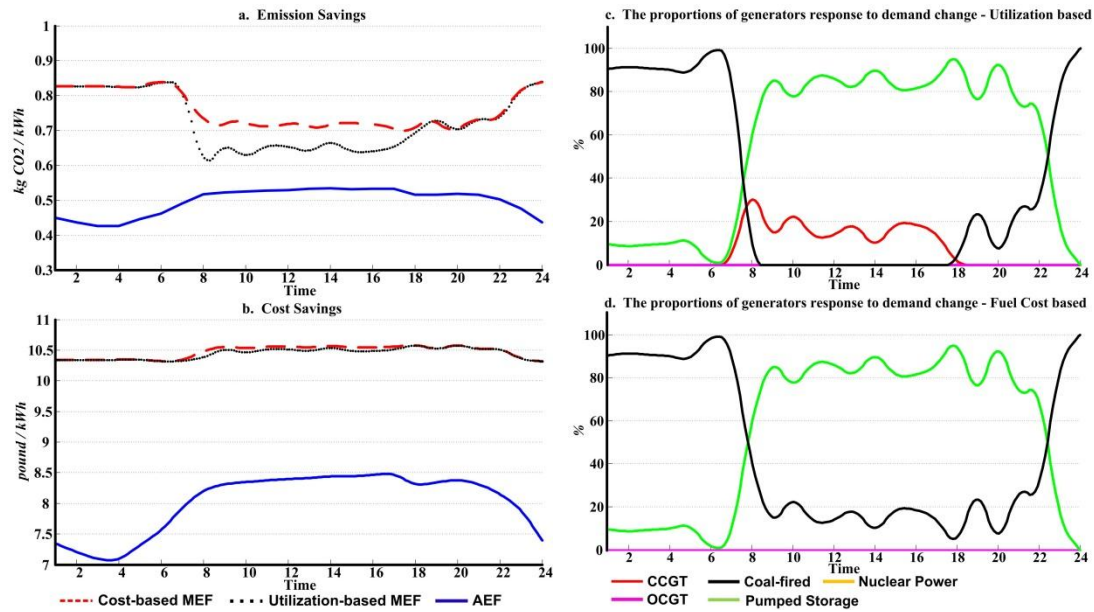 a. Emission Savings
kg CO2 / kWh
1
0.9
0.8
0.7
0.6
0.5
0.4
0.3
2 4 6 8 10 12 14 16 18 20 22 24
Time
b. Cost Savings
pound / kWh
11
10.5
10
9.5
9
8.5
8
7.5
7
2 4 6 8 10 12 14 16 18 20 22 24
Time
Cost-based MEF Utilization-based MEF AEF
c. The proportions of generators response to demand change - Utilization based
%
100
80
60
40
20
0
2 4 6 8 10 12 14 16 18 20 22 24
Time
d. The proportions of generators response to demand change - Fuel Cost based
%
100
80
60
40
20
0
2 4 6 8 10 12 14 16 18 20 22 24
Time
CCGT Coal-fired Nuclear Power
OCGT Pumped Storage